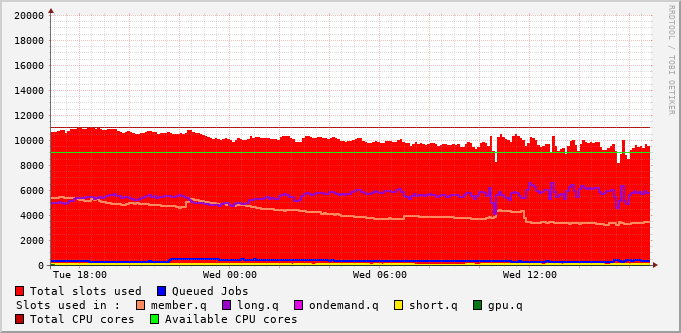 RRDTOOL / TOBI OETIKER
20000
18000
16000
14000
12000
10000
8000
6000
4000
2000
0
Tue 18:00 Wed 00:00 Wed 06:00 Wed 12:00
Total slots used Queued Jobs
Slots used in : member.q long.q ondemand.q short.q gpu.q
Total CPU cores Available CPU cores